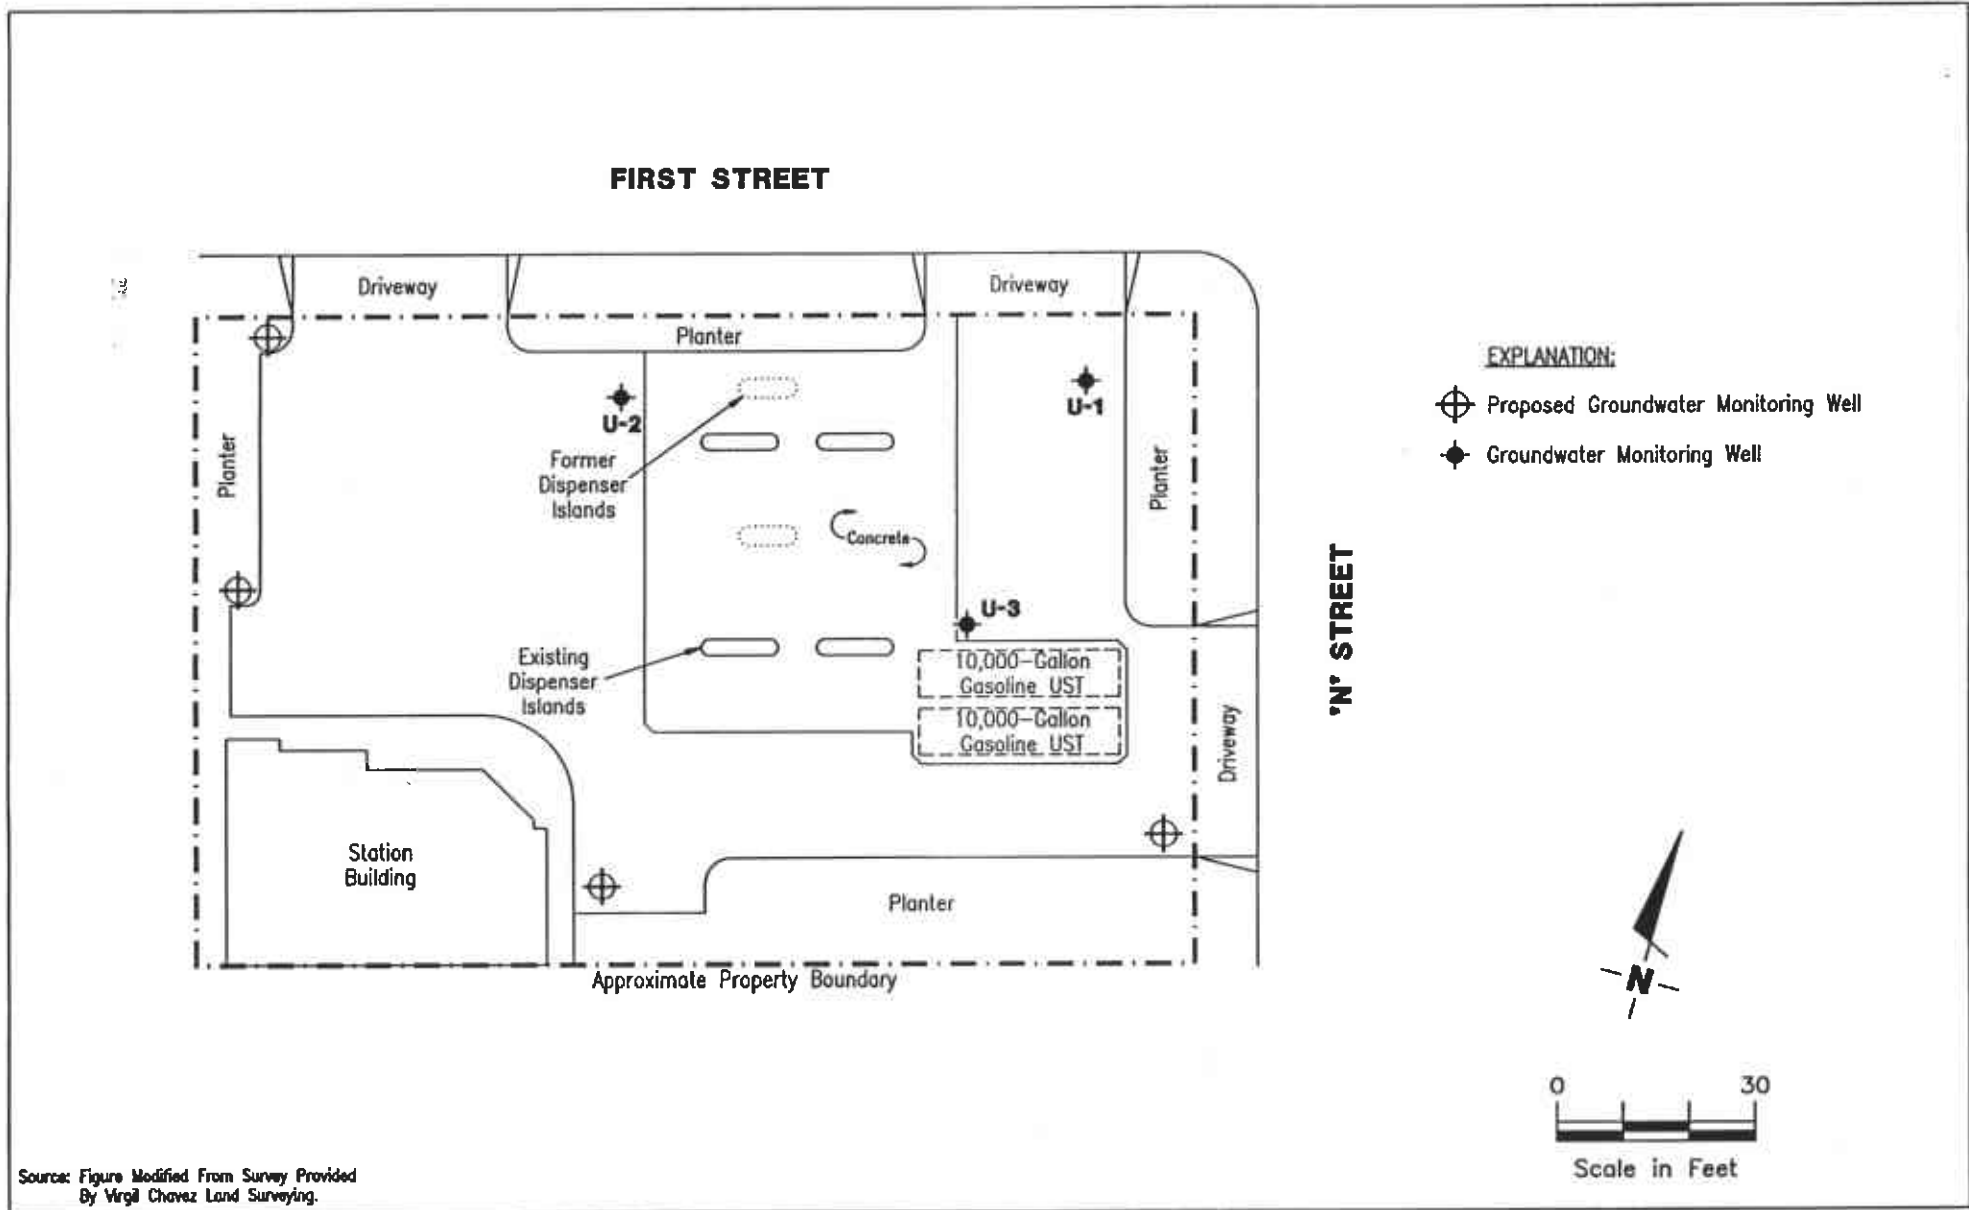 FIRST STREET
Driveway
Driveway
Planter
U-2
U-1
Former
Dispenser
Islands
Planter
Planter
Concrete
U-3
Existing
Dispenser
Islands
10,000-Gallon
Gasoline UST
10,000-Gallon
Gasoline UST
Driveway
Station
Building
Planter
Approximate Property Boundary
'N' STREET
EXPLANATION:
Proposed Groundwater Monitoring Well
Groundwater Monitoring Well
N
0 30
Scale in Feet
Source: Figure Modified From Survey Provided
By Virgil Chavez Land Surveying.